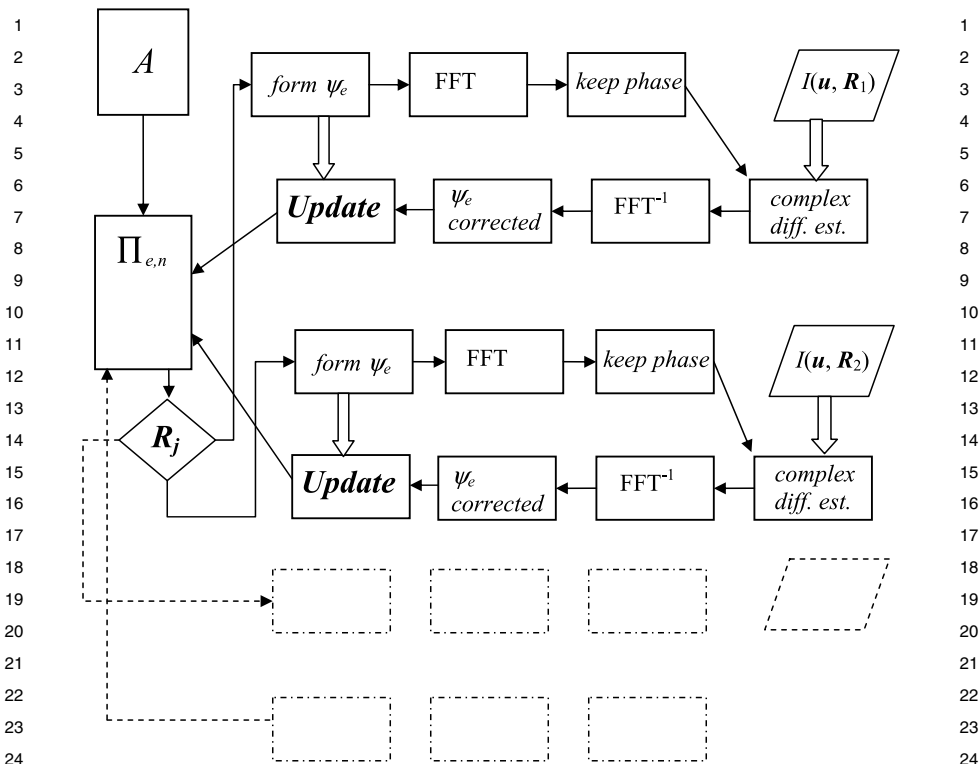 1 1
2 2
3 3
4 4
5 5
6 6
7 7
8 8
9 9
10 10
11 11
12 12
13 13
14 14
15 15
16 16
17 17
18 18
19 19
20 20
21 21
22 22
23 23
24 24
A
form ψe
FFT
keep phase
I(u, R1)
Update
ψe
corrected
FFT-1
complex
diff. est.
∏e,n
form ψe
FFT
keep phase
I(u, R2)
Rj
Update
ψe
corrected
FFT-1
complex
diff. est.